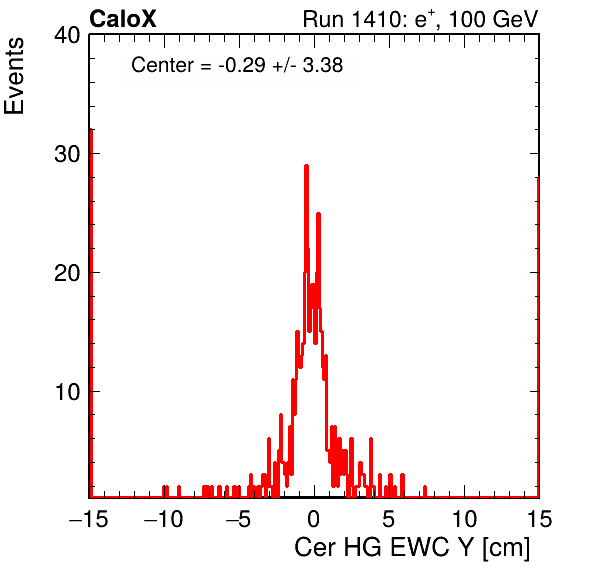 CaloX Run 1410: e⁺, 100 GeV
Center = -0.29 +/- 3.38
Events
40
30
20
10
−15 −10 −5 0 5 10 15
Cer HG EWC Y [cm]